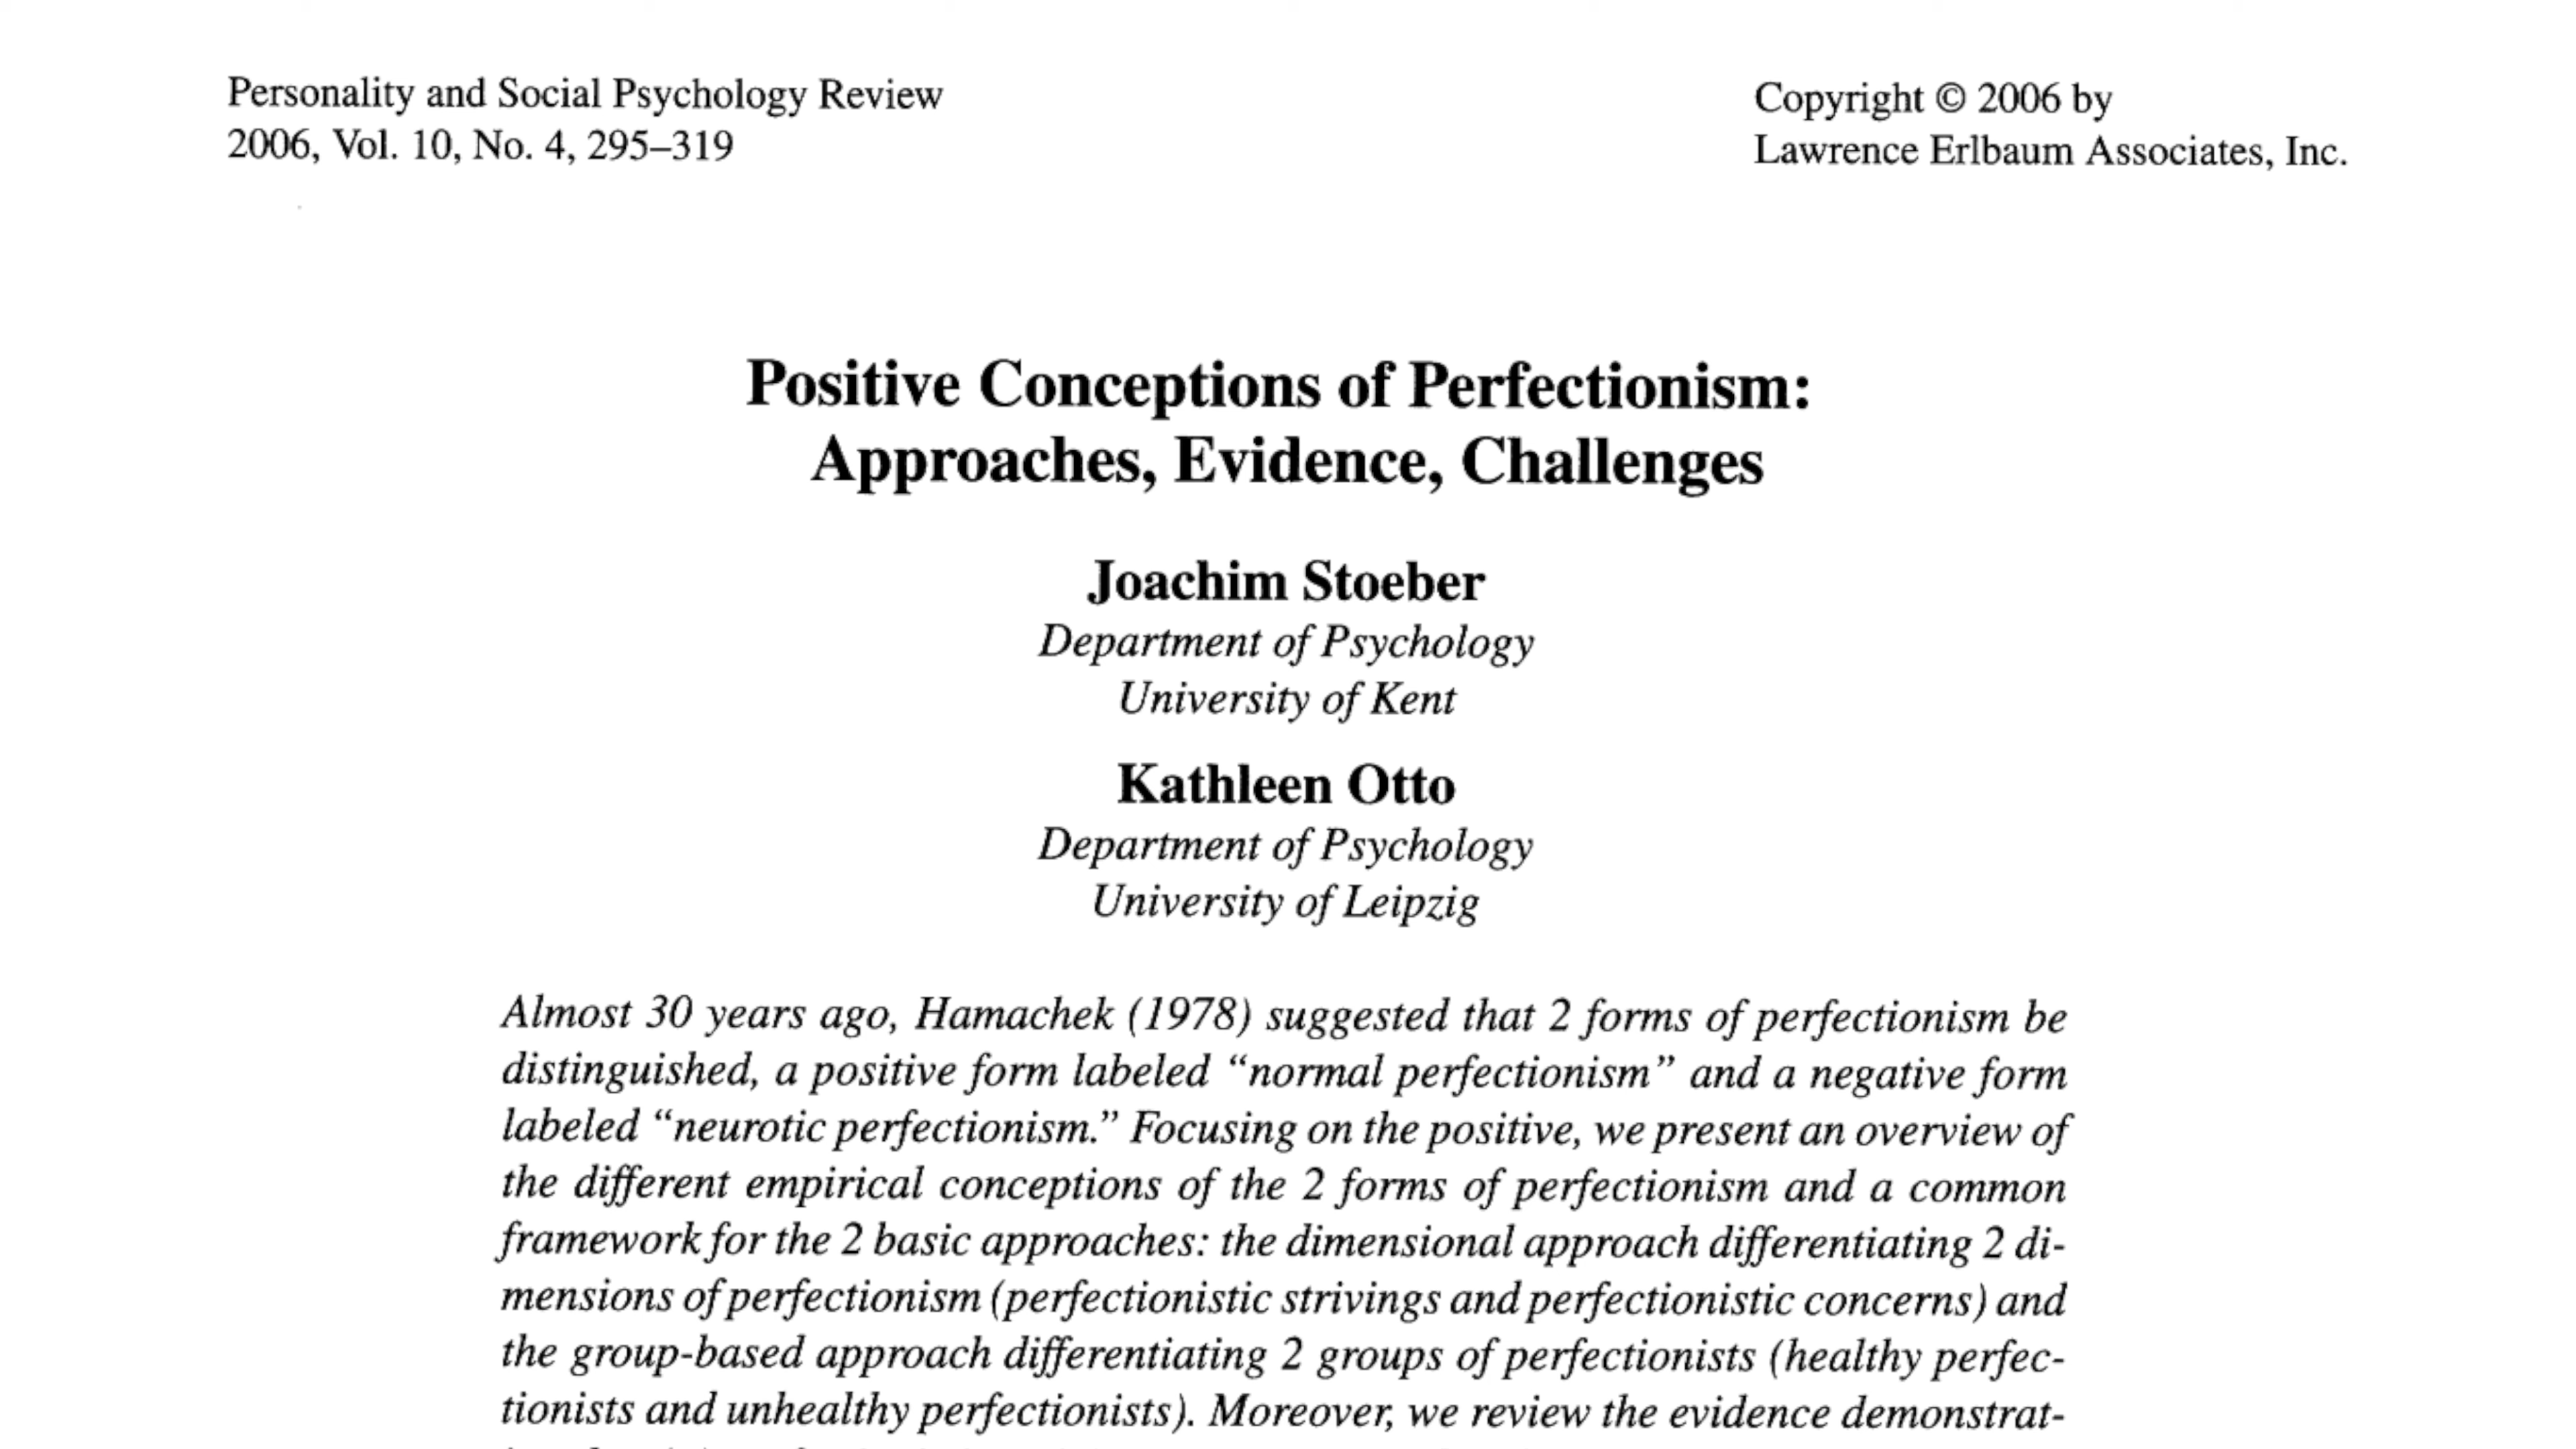 Personality and Social Psychology Review
2006, Vol. 10, No. 4, 295–319
Copyright © 2006 by
Lawrence Erlbaum Associates, Inc.
Positive Conceptions of Perfectionism:
Approaches, Evidence, Challenges
Joachim Stoeber
Department of Psychology
University of Kent
Kathleen Otto
Department of Psychology
University of Leipzig
Almost 30 years ago, Hamachek (1978) suggested that 2 forms of perfectionism be
distinguished, a positive form labeled “normal perfectionism” and a negative form
labeled “neurotic perfectionism.” Focusing on the positive, we present an overview of
the different empirical conceptions of the 2 forms of perfectionism and a common
framework for the 2 basic approaches: the dimensional approach differentiating 2 di-
mensions of perfectionism (perfectionistic strivings and perfectionistic concerns) and
the group-based approach differentiating 2 groups of perfectionists (healthy perfec-
tionists and unhealthy perfectionists). Moreover, we review the evidence demonstrat-